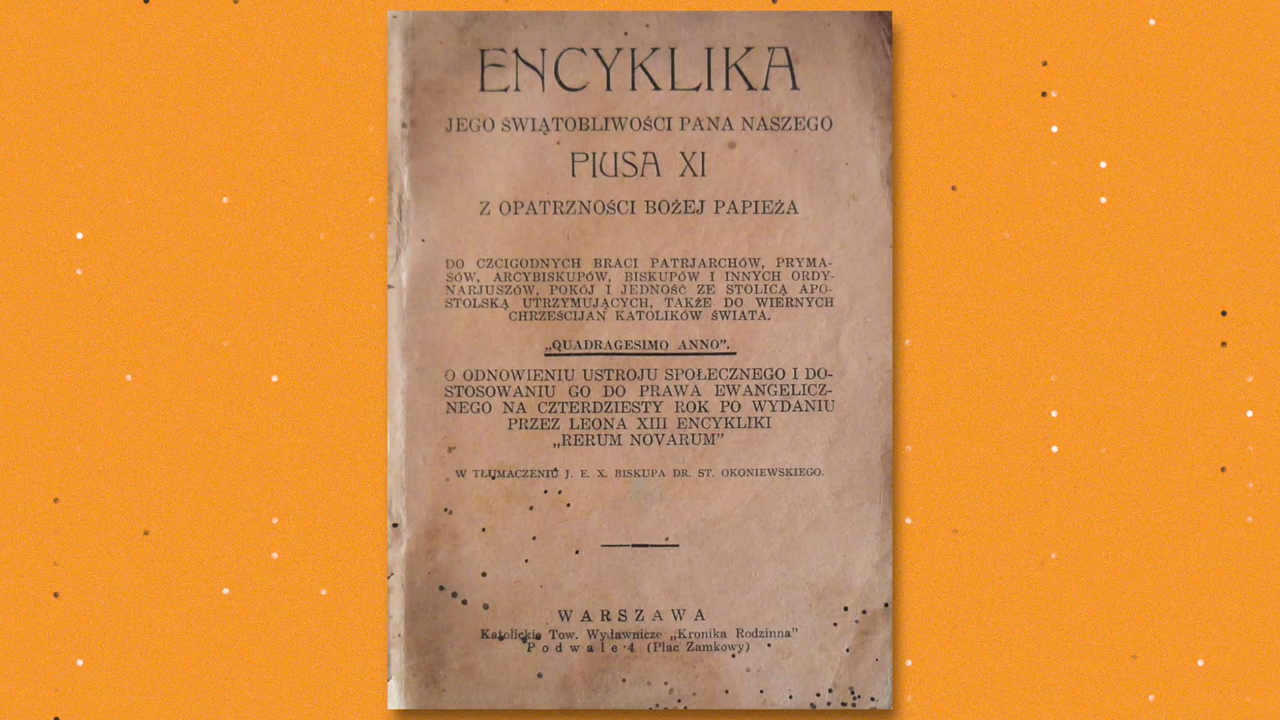 ENCYKLIKA
JEGO ŚWIĄTOBLIWOŚCI PANA NASZEGO
PIUSA XI
Z OPATRZNOŚCI BOŻEJ PAPIEŻA
DO CZCIGODNYCH BRACI PATRJARCHÓW, PRYMA-
SÓW, ARCYBISKUPÓW, BISKUPÓW I INNYCH ORDY-
NARJUSZÓW, POKÓJ I JEDNOŚĆ ZE STOLICĄ APO-
STOLSKĄ UTRZYMUJĄCYCH, TAKŻE DO WIERNYCH
CHRZEŚCIJAN KATOLIKÓW ŚWIATA.
„QUADRAGESIMO ANNO”.
O ODNOWIENIU USTROJU SPOŁECZNEGO I DO-
STOSOWANIU GO DO PRAWA EWANGELICZ-
NEGO NA CZTERDZIESTY ROK PO WYDANIU
PRZEZ LEONA XIII ENCYKLIKI
„RERUM NOVARUM”
W TŁUMACZENIU J. E. X. BISKUPA DR. ST. OKONIEWSKIEGO.
WARSZAWA
Katolickie Tow. Wydawnicze „Kronika Rodzinna”
Podwale 4 (Plac Zamkowy)